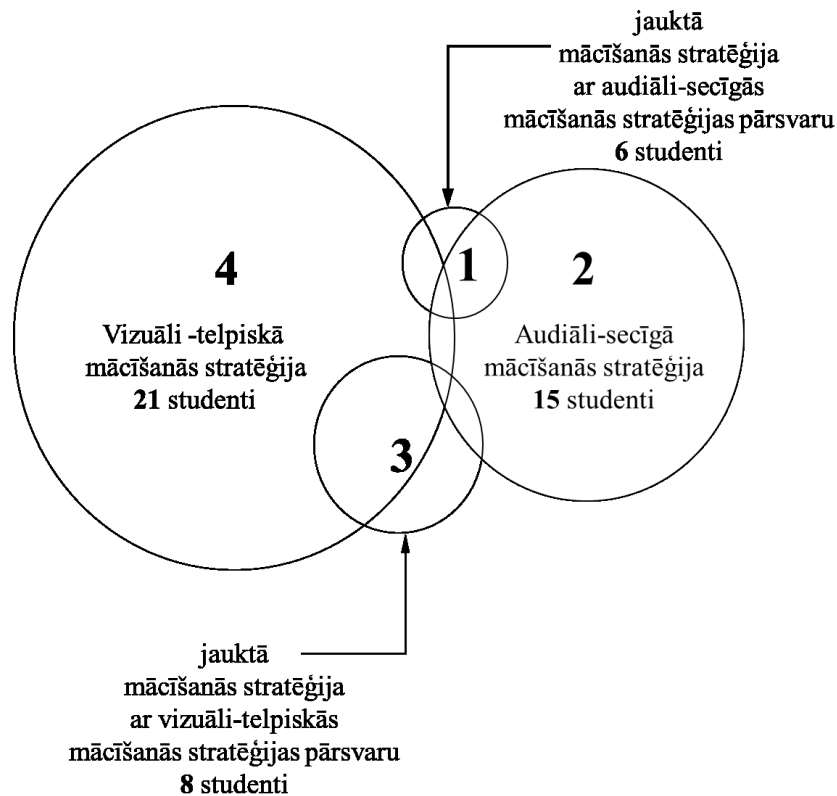 jauktā
mācīšanās stratēģija
ar audiāli-secīgās
mācīšanās stratēģijas pārsvaru
6 studenti
4
1
2
Vizuāli -telpiskā
mācīšanās stratēģija
21 studenti
Audiāli-secīgā
mācīšanās stratēģija
15 studenti
3
jauktā
mācīšanās stratēģija
ar vizuāli-telpiskās
mācīšanās stratēģijas pārsvaru
8 studenti